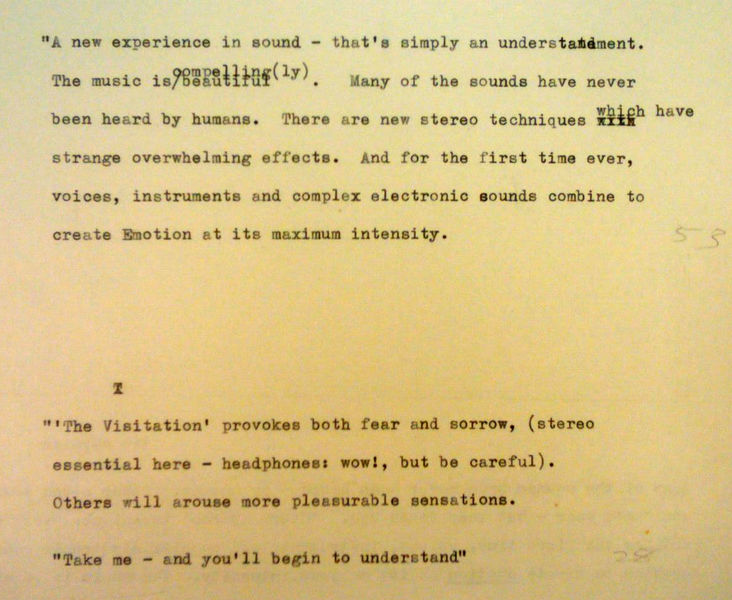 "A new experience in sound - that's simply an understatement.
The music is/beautiful compelling(ly).  Many of the sounds have never
been heard by humans.  There are new stereo techniques which have
strange overwhelming effects.  And for the first time ever,
voices, instruments and complex electronic sounds combine to
create Emotion at its maximum intensity.
53
"'The Visitation' provokes both fear and sorrow, (stereo
essential here - headphones: wow!, but be careful).
Others will arouse more pleasurable sensations.
"Take me - and you'll begin to understand"
28